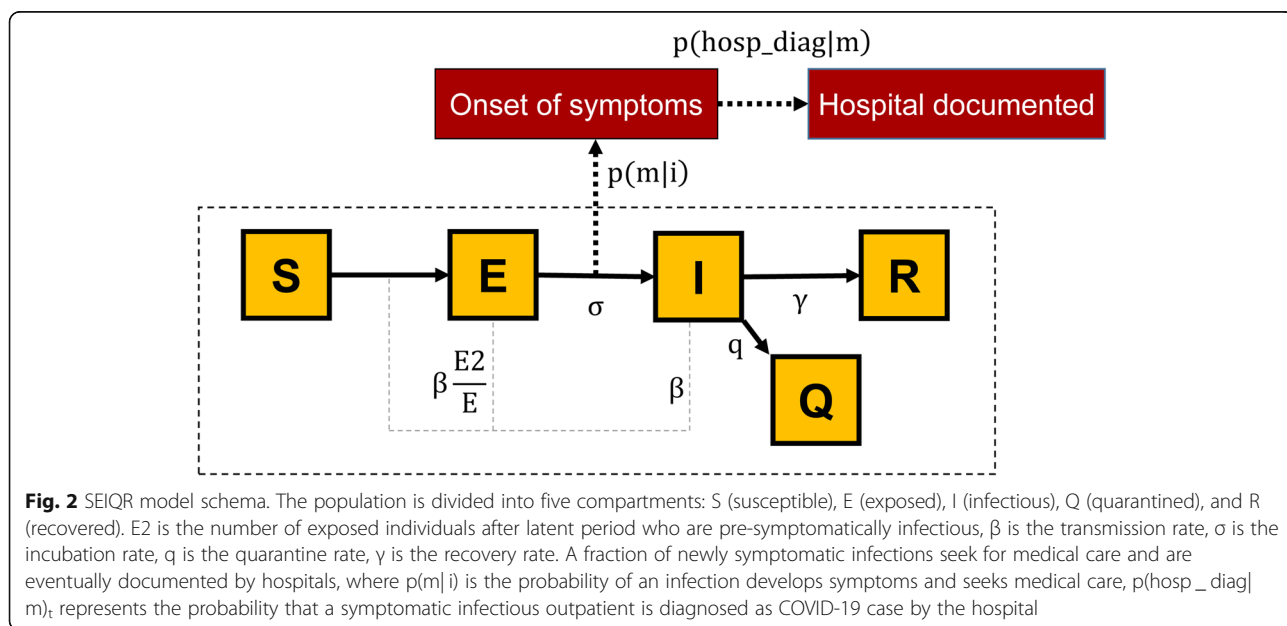 p(hosp_diag|m)
Onset of symptoms
Hospital documented
p(m|i)
S
E
I
R
σ
γ
q
β E2/E
β
Q
Fig. 2 SEIQR model schema. The population is divided into five compartments: S (susceptible), E (exposed), I (infectious), Q (quarantined), and R
(recovered). E2 is the number of exposed individuals after latent period who are pre-symptomatically infectious, β is the transmission rate, σ is the
incubation rate, q is the quarantine rate, γ is the recovery rate. A fraction of newly symptomatic infections seek for medical care and are
eventually documented by hospitals, where p(m| i) is the probability of an infection develops symptoms and seeks medical care, p(hosp _ diag|
m)ₜ represents the probability that a symptomatic infectious outpatient is diagnosed as COVID-19 case by the hospital